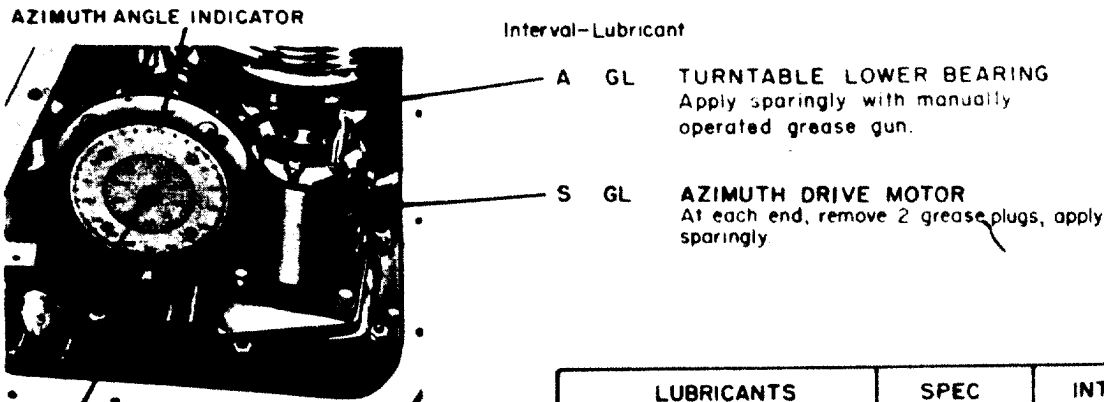 AZIMUTH ANGLE INDICATOR
Interval-Lubricant
A GL TURNTABLE LOWER BEARING
Apply sparingly with manually
operated grease gun.
S GL AZIMUTH DRIVE MOTOR
At each end, remove 2 grease plugs, apply
sparingly
LUBRICANTS SPEC INT